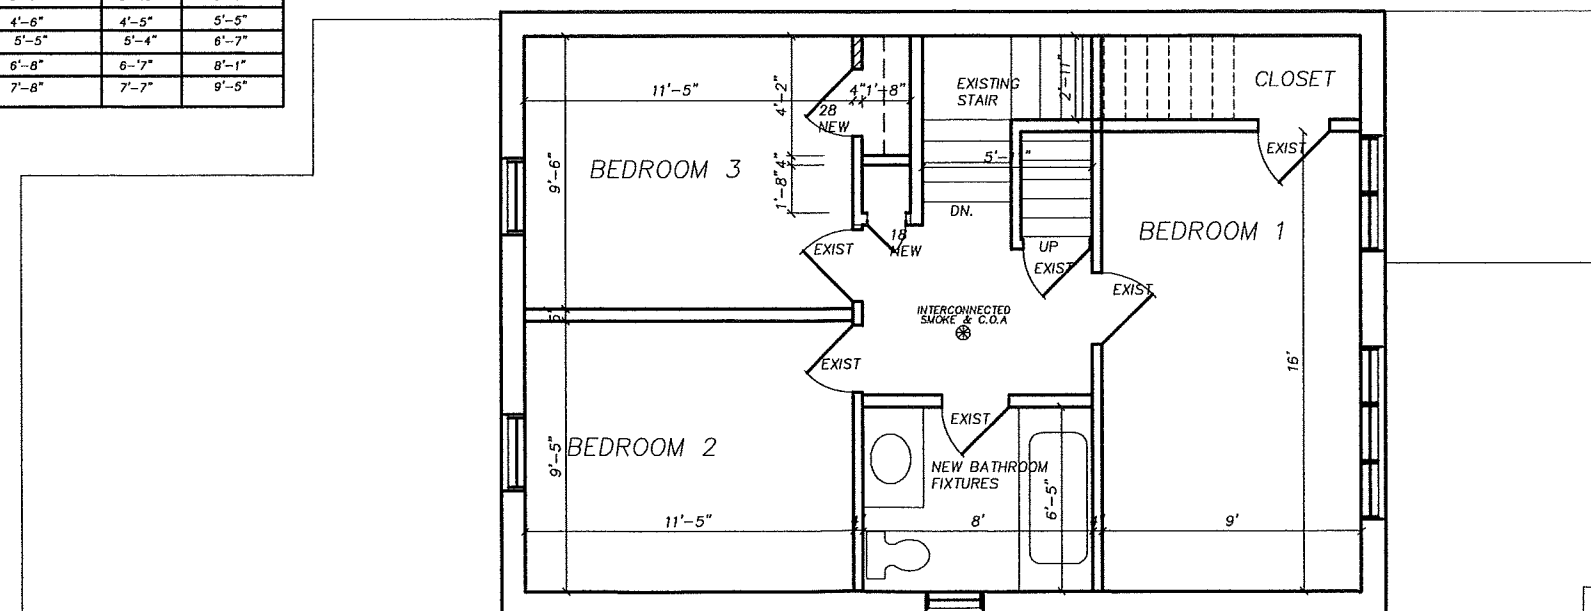 4'-6" 4'-5" 5'-5"
5'-5" 5'-4" 6'-7"
6'-8" 6-'7" 8'-1"
7'-8" 7'-7" 9'-5"
EXISTING
STAIR
CLOSET
2'-11"
11'-5"
4'-2"
4" 1'-8"
28
NEW
EXIST
BEDROOM 3
9'-6"
4"
1'-8"
DN.
BEDROOM 1
18
NEW
EXIST
UP
EXIST
EXIST
INTERCONNECTED
SMOKE & C.O.A
EXIST
16'
EXIST
BEDROOM 2
9'-5"
NEW BATHROOM
FIXTURES
6'-5"
11'-5"
8'
9'